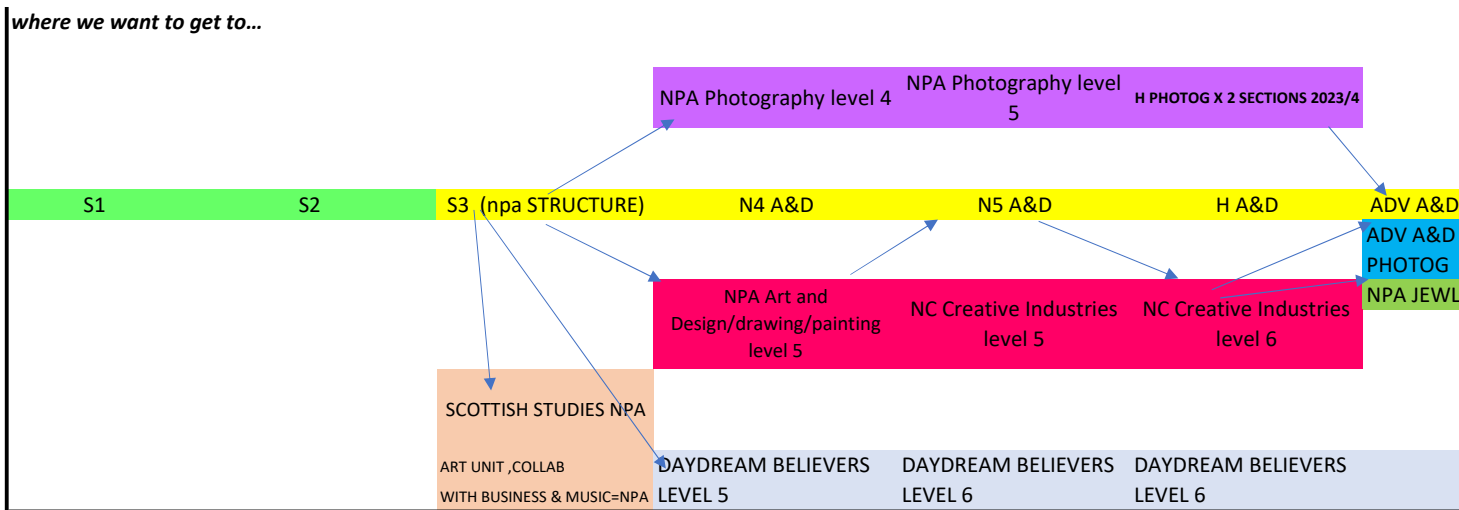 where we want to get to…
NPA Photography level 4
NPA Photography level
5
H PHOTOG X 2 SECTIONS 2023/4
S1
S2
S3 (npa STRUCTURE)
N4 A&D
N5 A&D
H A&D
ADV A&D
ADV A&D
PHOTOG
NPA JEWL
NPA Art and
Design/drawing/painting
level 5
NC Creative Industries
level 5
NC Creative Industries
level 6
SCOTTISH STUDIES NPA
ART UNIT ,COLLAB
WITH BUSINESS & MUSIC=NPA
DAYDREAM BELIEVERS
LEVEL 5
DAYDREAM BELIEVERS
LEVEL 6
DAYDREAM BELIEVERS
LEVEL 6